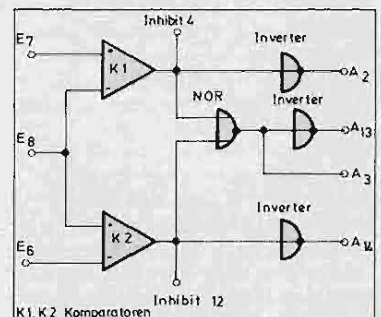 Inhibit 4
E7
+
K1
-
Inverter
A2
NOR
Inverter
A13
E8
A3
Inverter
+
K2
-
E6
A14
Inhibit 12
K1, K2 Komparatoren